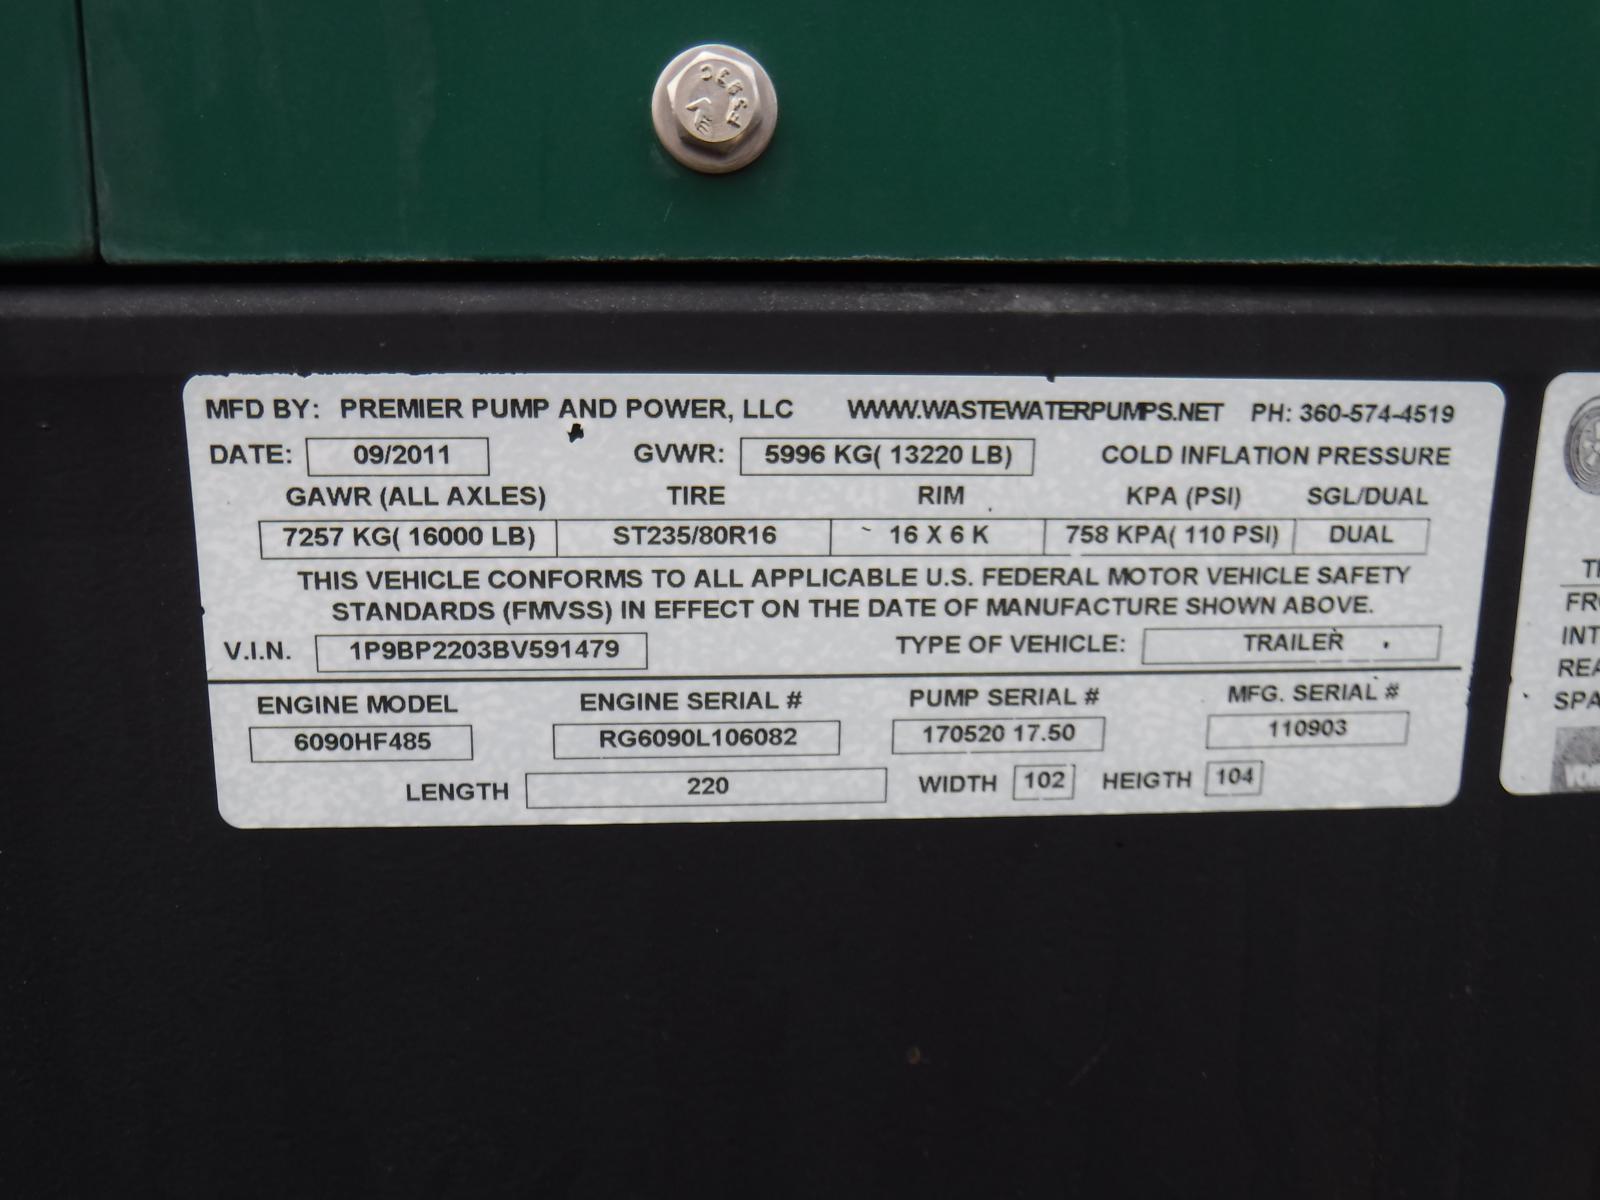 MFD BY: PREMIER PUMP AND POWER, LLC WWW.WASTEWATERPUMPS.NET PH: 360-574-4519
DATE: 09/2011 GVWR: 5996 KG( 13220 LB) COLD INFLATION PRESSURE
GAWR (ALL AXLES) TIRE RIM KPA (PSI) SGL/DUAL
7257 KG( 16000 LB) ST235/80R16 16 X 6 K 758 KPA( 110 PSI) DUAL
THIS VEHICLE CONFORMS TO ALL APPLICABLE U.S. FEDERAL MOTOR VEHICLE SAFETY
STANDARDS (FMVSS) IN EFFECT ON THE DATE OF MANUFACTURE SHOWN ABOVE.
V.I.N. 1P9BP2203BV591479 TYPE OF VEHICLE: TRAILER
ENGINE MODEL ENGINE SERIAL # PUMP SERIAL # MFG. SERIAL #
6090HF485 RG6090L106082 170520 17.50 110903
LENGTH 220 WIDTH 102 HEIGTH 104